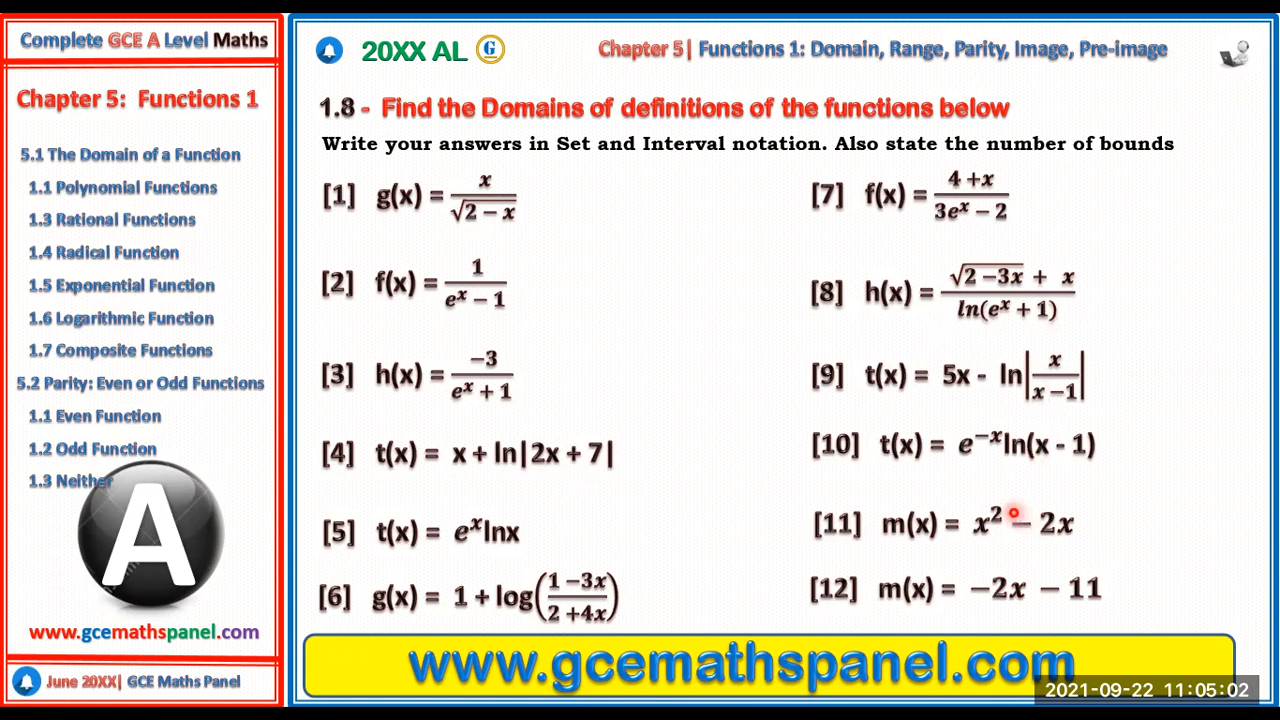 Complete GCE A Level Maths
Chapter 5: Functions 1
5.1 The Domain of a Function
1.1 Polynomial Functions
1.3 Rational Functions
1.4 Radical Function
1.5 Exponential Function
1.6 Logarithmic Function
1.7 Composite Functions
5.2 Parity: Even or Odd Functions
1.1 Even Function
1.2 Odd Function
1.3 Neither
A
www.gcemathspanel.com
June 20XX| GCE Maths Panel
20XX AL G
Chapter 5| Functions 1: Domain, Range, Parity, Image, Pre-image
1.8 - Find the Domains of definitions of the functions below
Write your answers in Set and Interval notation. Also state the number of bounds
[1] g(x) = x / √(2 − x)
[2] f(x) = 1 / (eˣ − 1)
[3] h(x) = −3 / (eˣ + 1)
[4] t(x) = x + ln|2x + 7|
[5] t(x) = eˣlnx
[6] g(x) = 1 + log((1 −3x) / (2 +4x))
[7] f(x) = (4 +x) / (3eˣ − 2)
[8] h(x) = (√(2 −3x) + x) / ln(eˣ + 1)
[9] t(x) = 5x - ln|x / (x −1)|
[10] t(x) = e⁻ˣln(x - 1)
[11] m(x) = x² − 2x
[12] m(x) = −2x − 11
www.gcemathspanel.com
2021-09-22 11:05:02